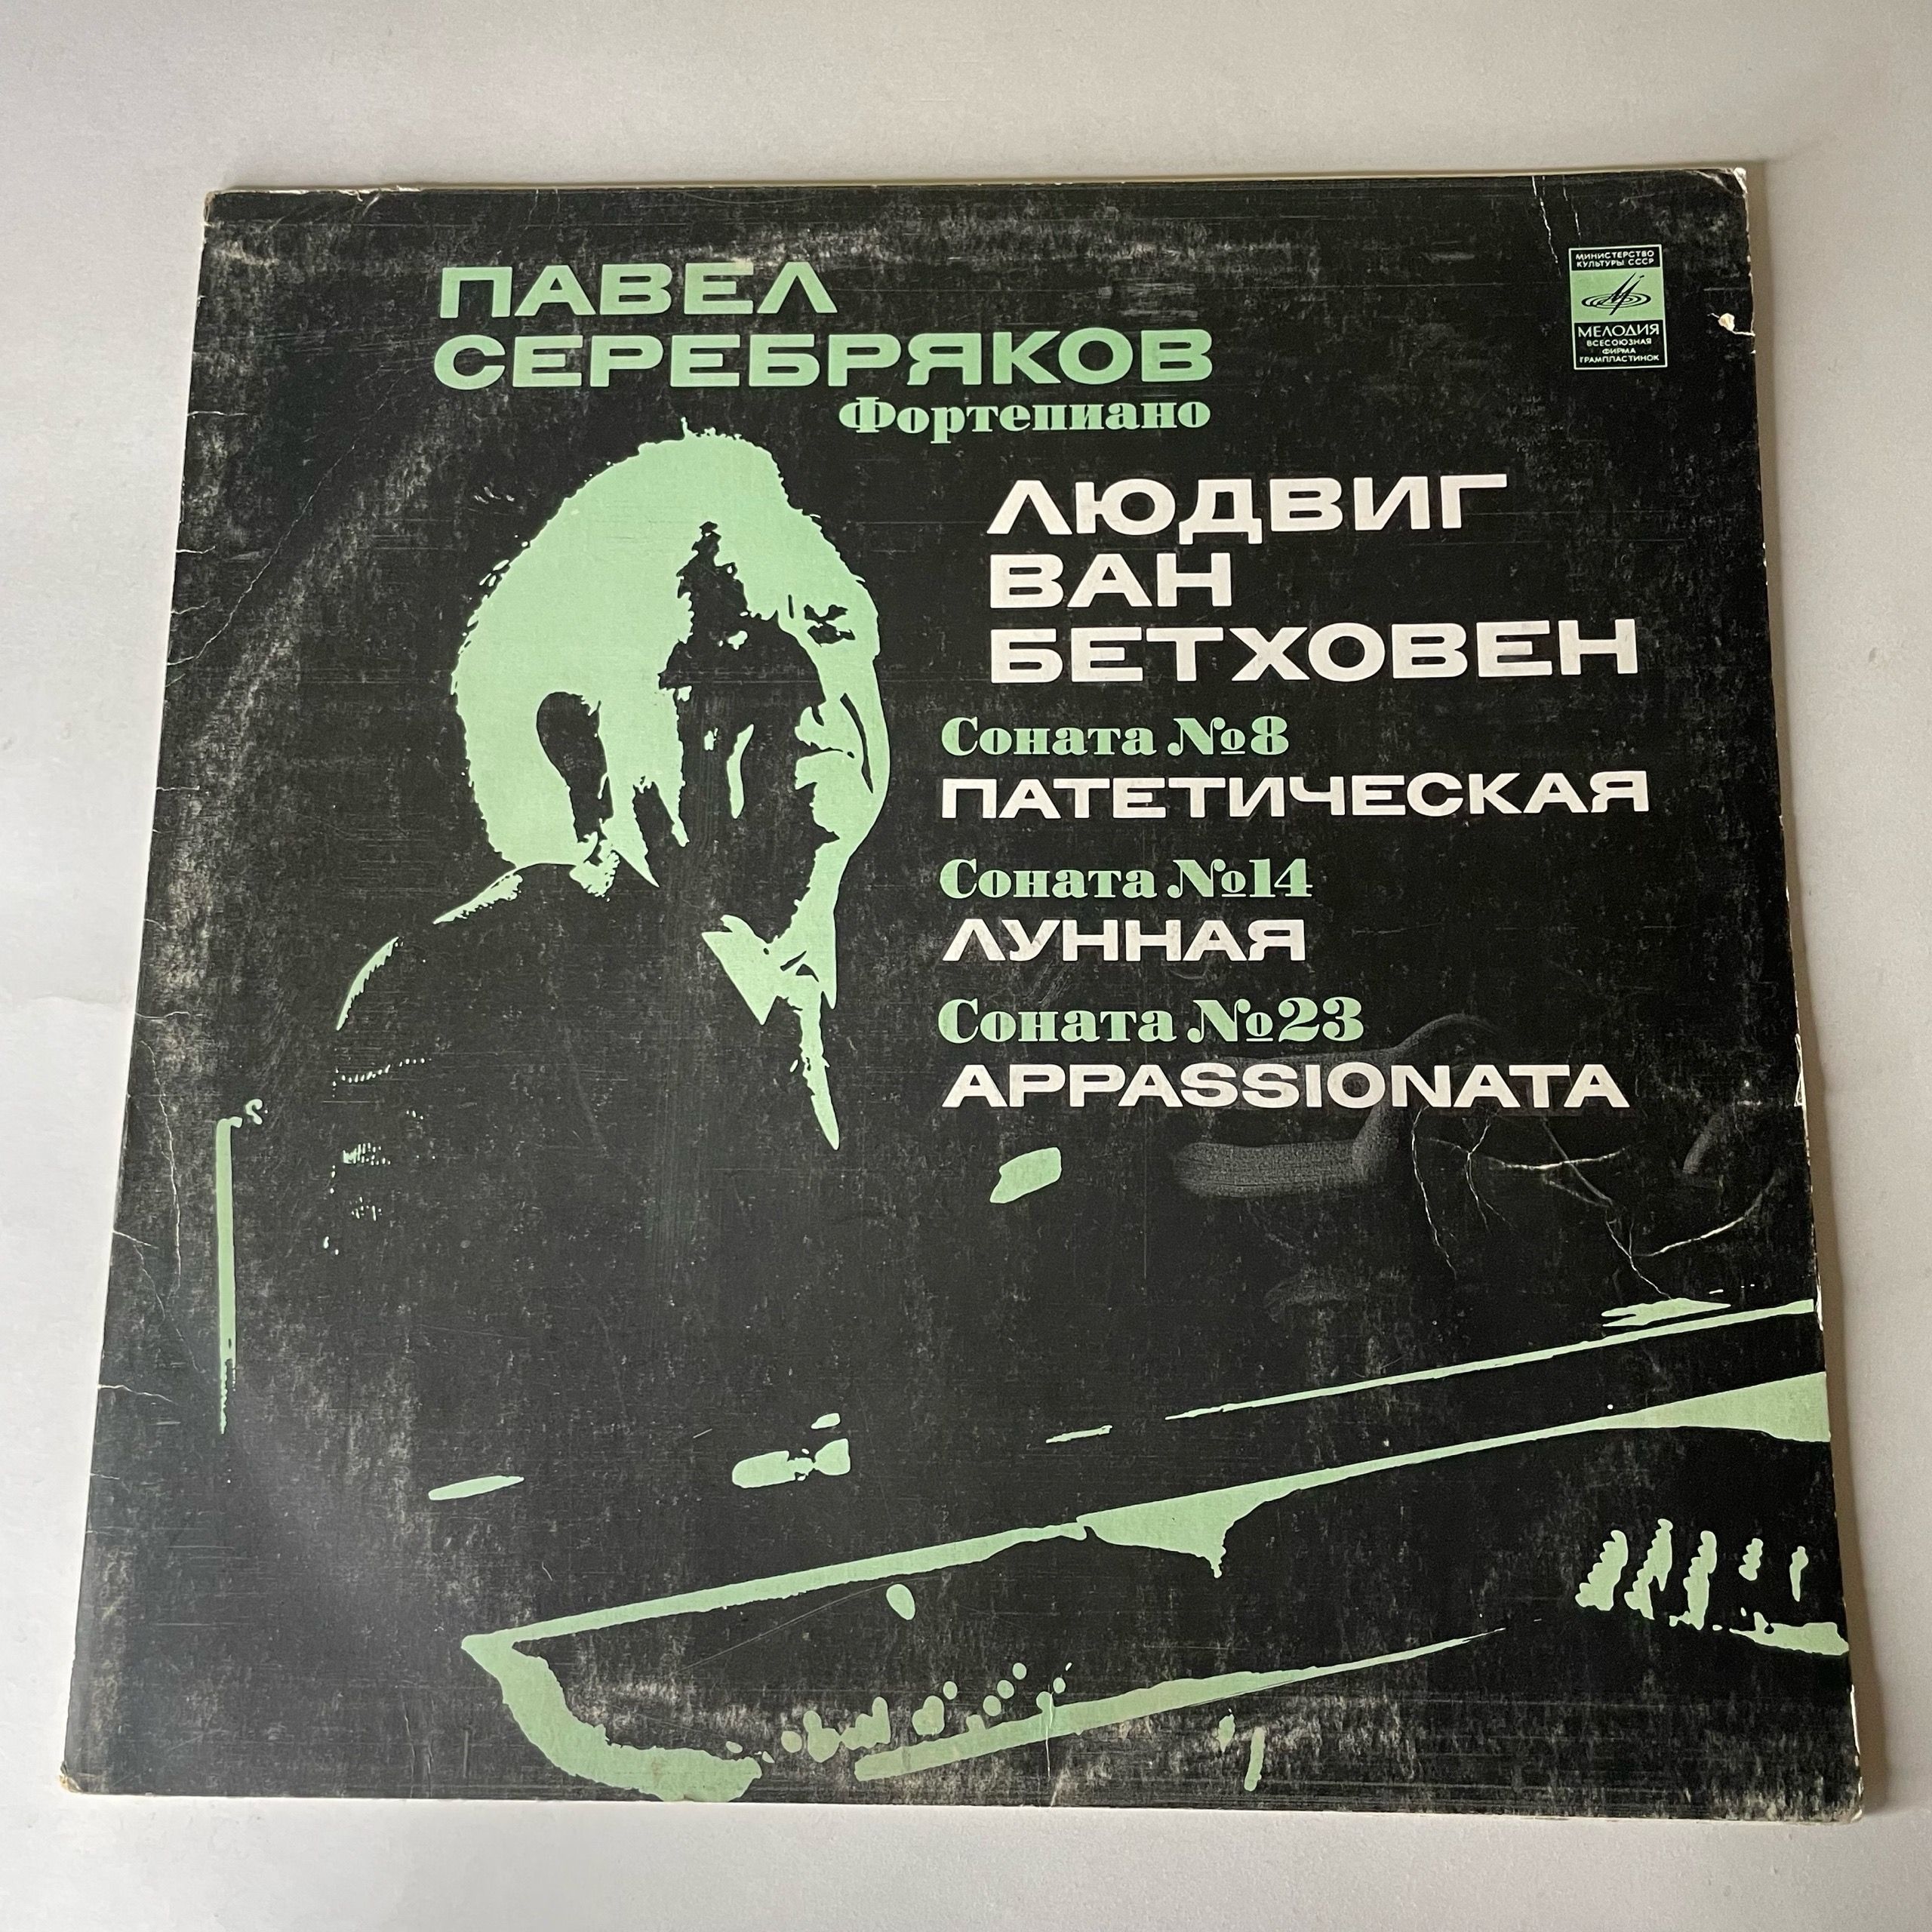 ПАВЕЛ
СЕРЕБРЯКОВ
Фортепиано
МИНИСТЕРСТВО
КУЛЬТУРЫ СССР
МЕЛОДИЯ
ВСЕСОЮЗНАЯ
ФИРМА
ГРАМПЛАСТИНОК
ЛЮДВИГ
ВАН
БЕТХОВЕН
Соната №8
ПАТЕТИЧЕСКАЯ
Соната №14
ЛУННАЯ
Соната №23
APPASSIONATA